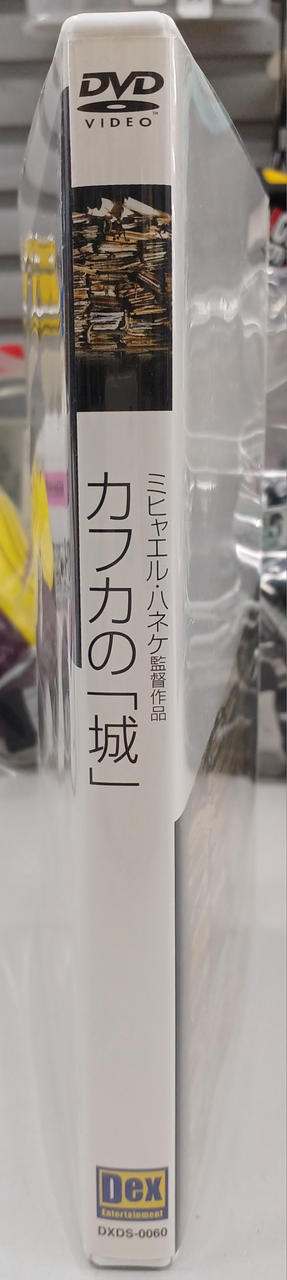 DVD
VIDEO
ミヒャエル・ハネケ監督作品
カフカの「城」
Dex
Entertainment
DXDS-0060